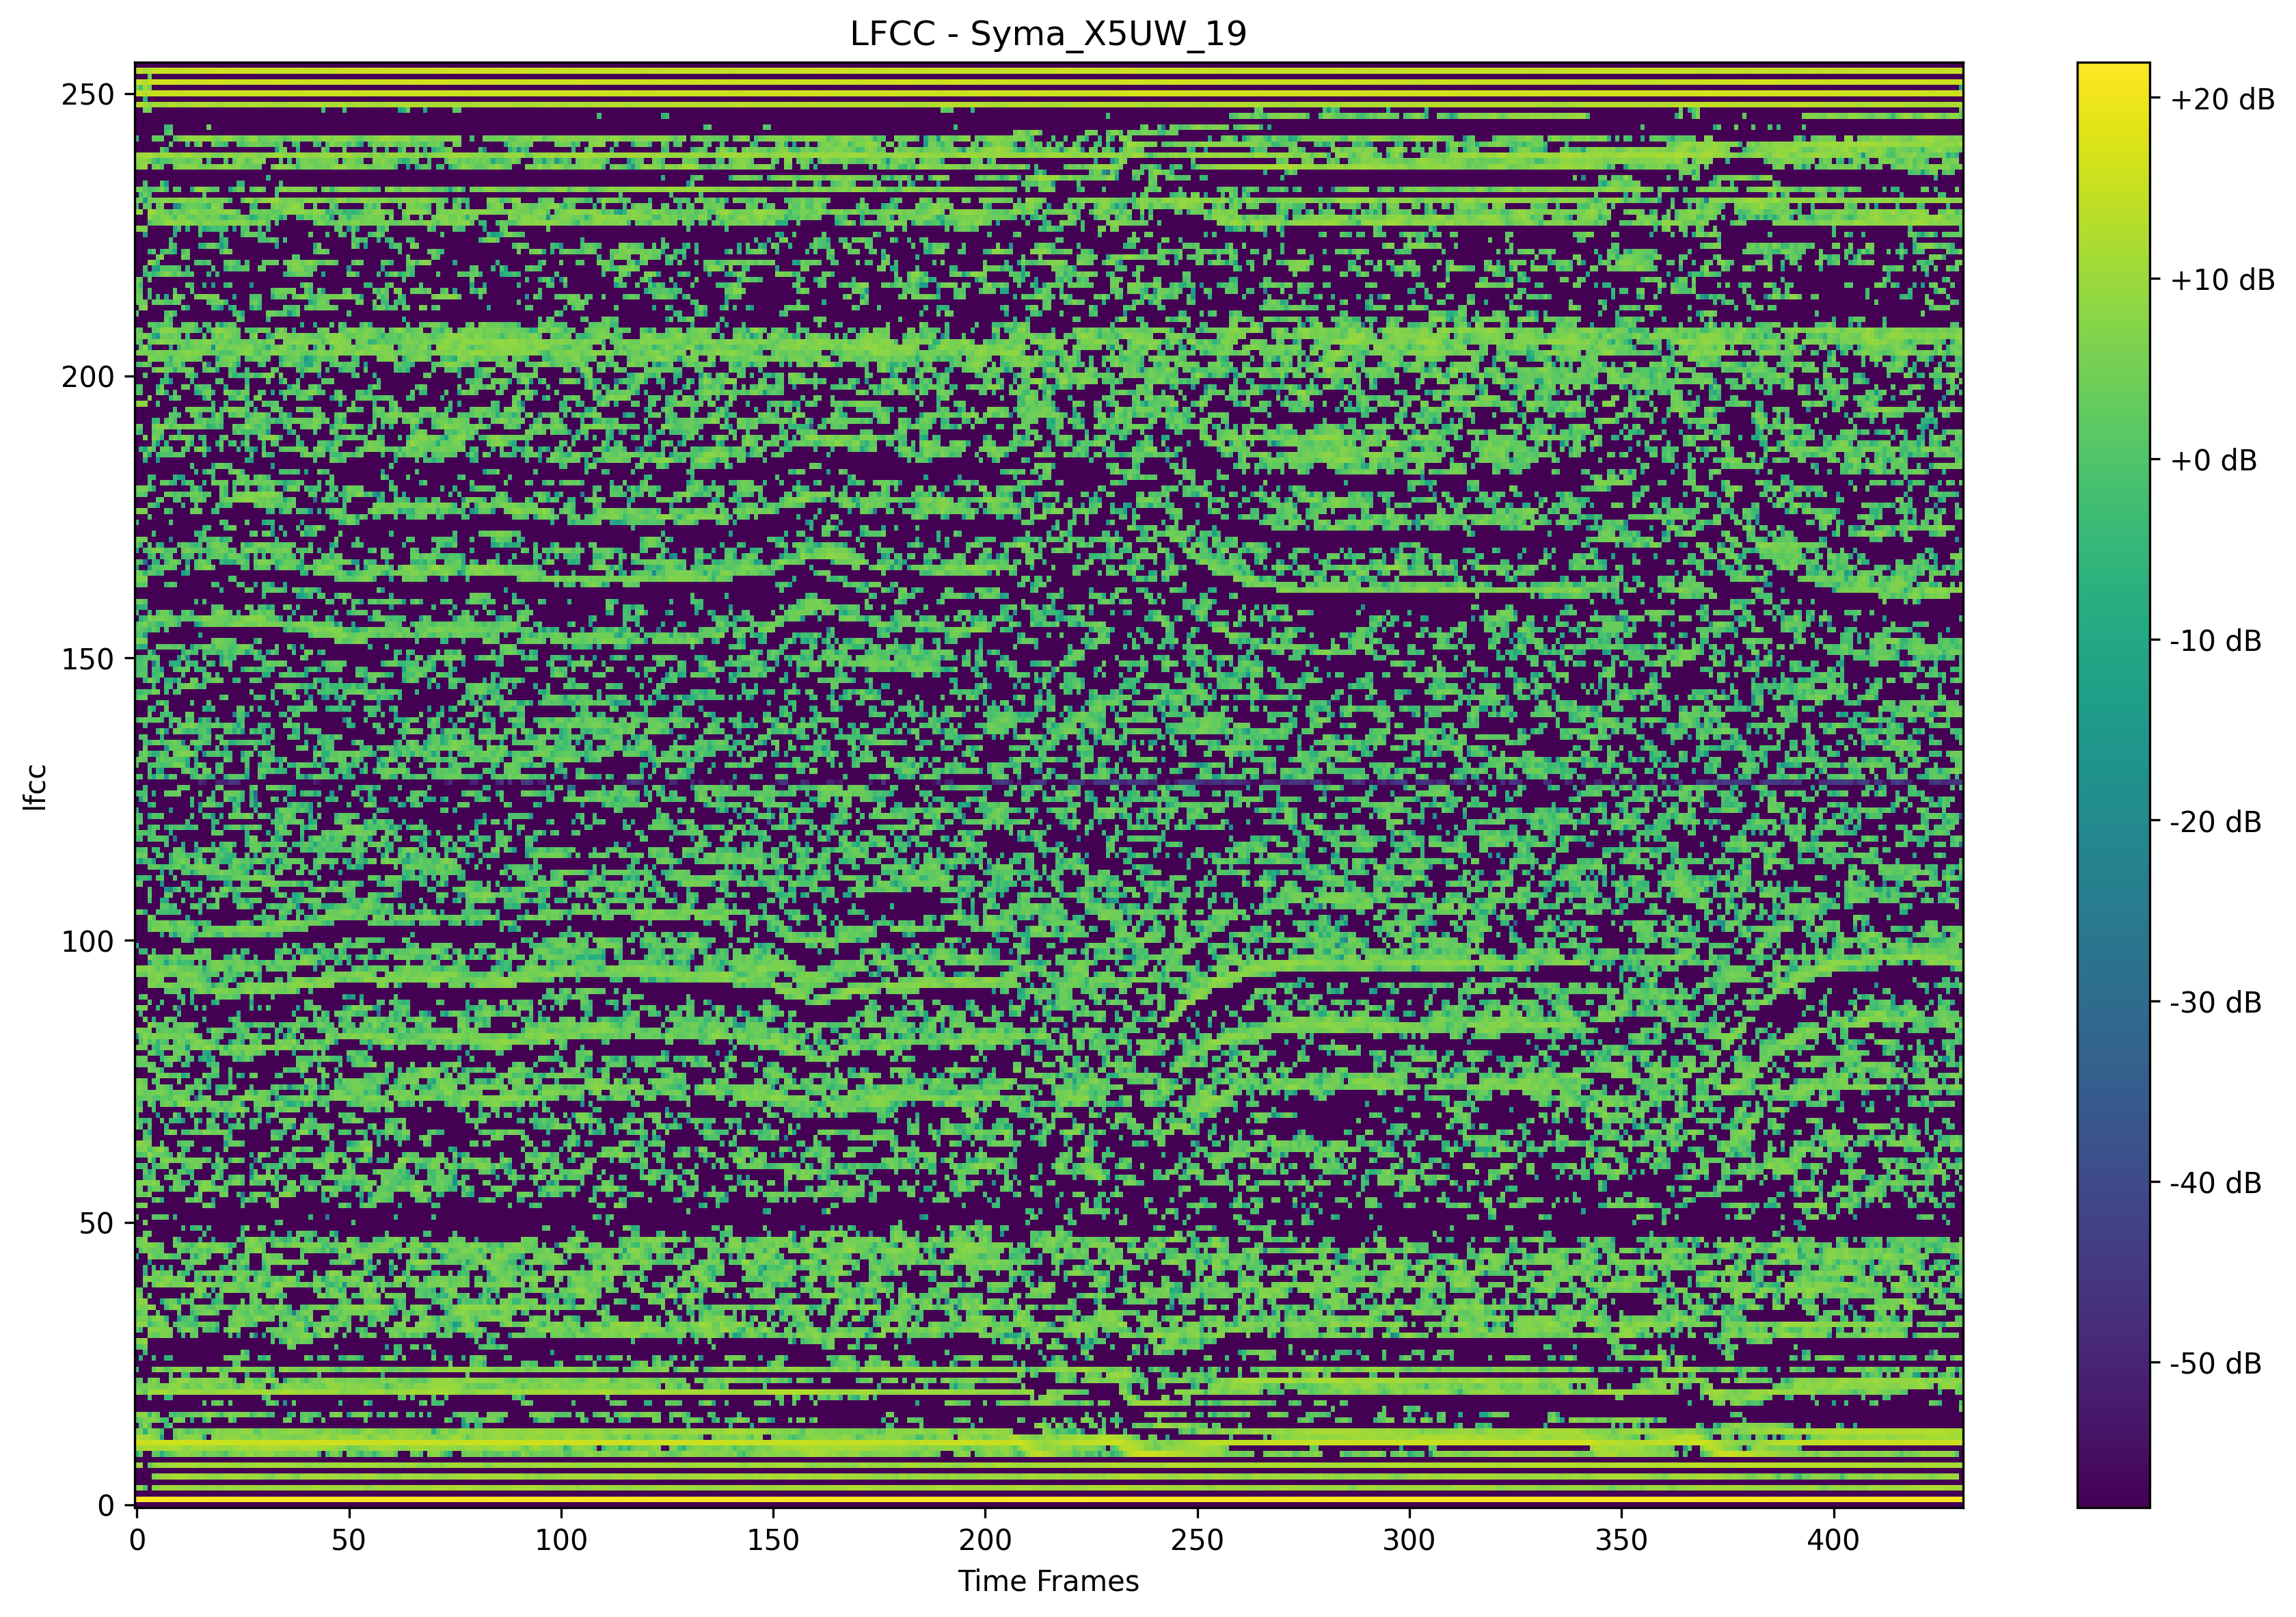 LFCC - Syma_X5UW_19
250
200
150
100
50
0
lfcc
0 50 100 150 200 250 300 350 400
Time Frames
+20 dB
+10 dB
+0 dB
-10 dB
-20 dB
-30 dB
-40 dB
-50 dB